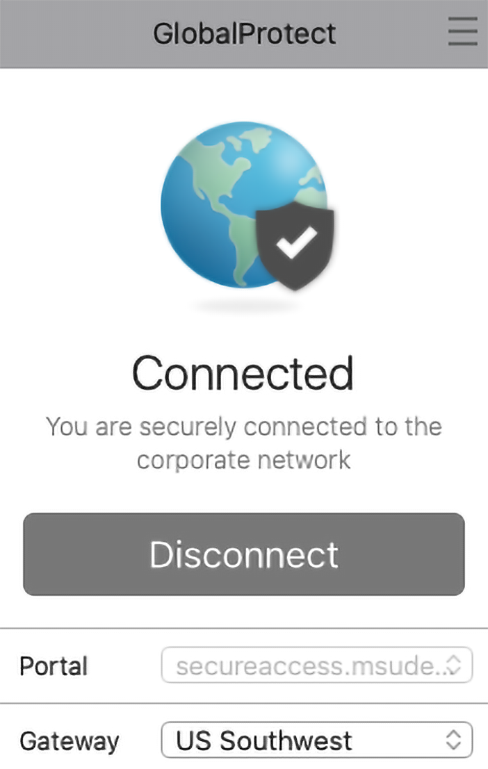 GlobalProtect
Connected
You are securely connected to the
corporate network
Disconnect
Portal secureaccess.msude...
Gateway US Southwest